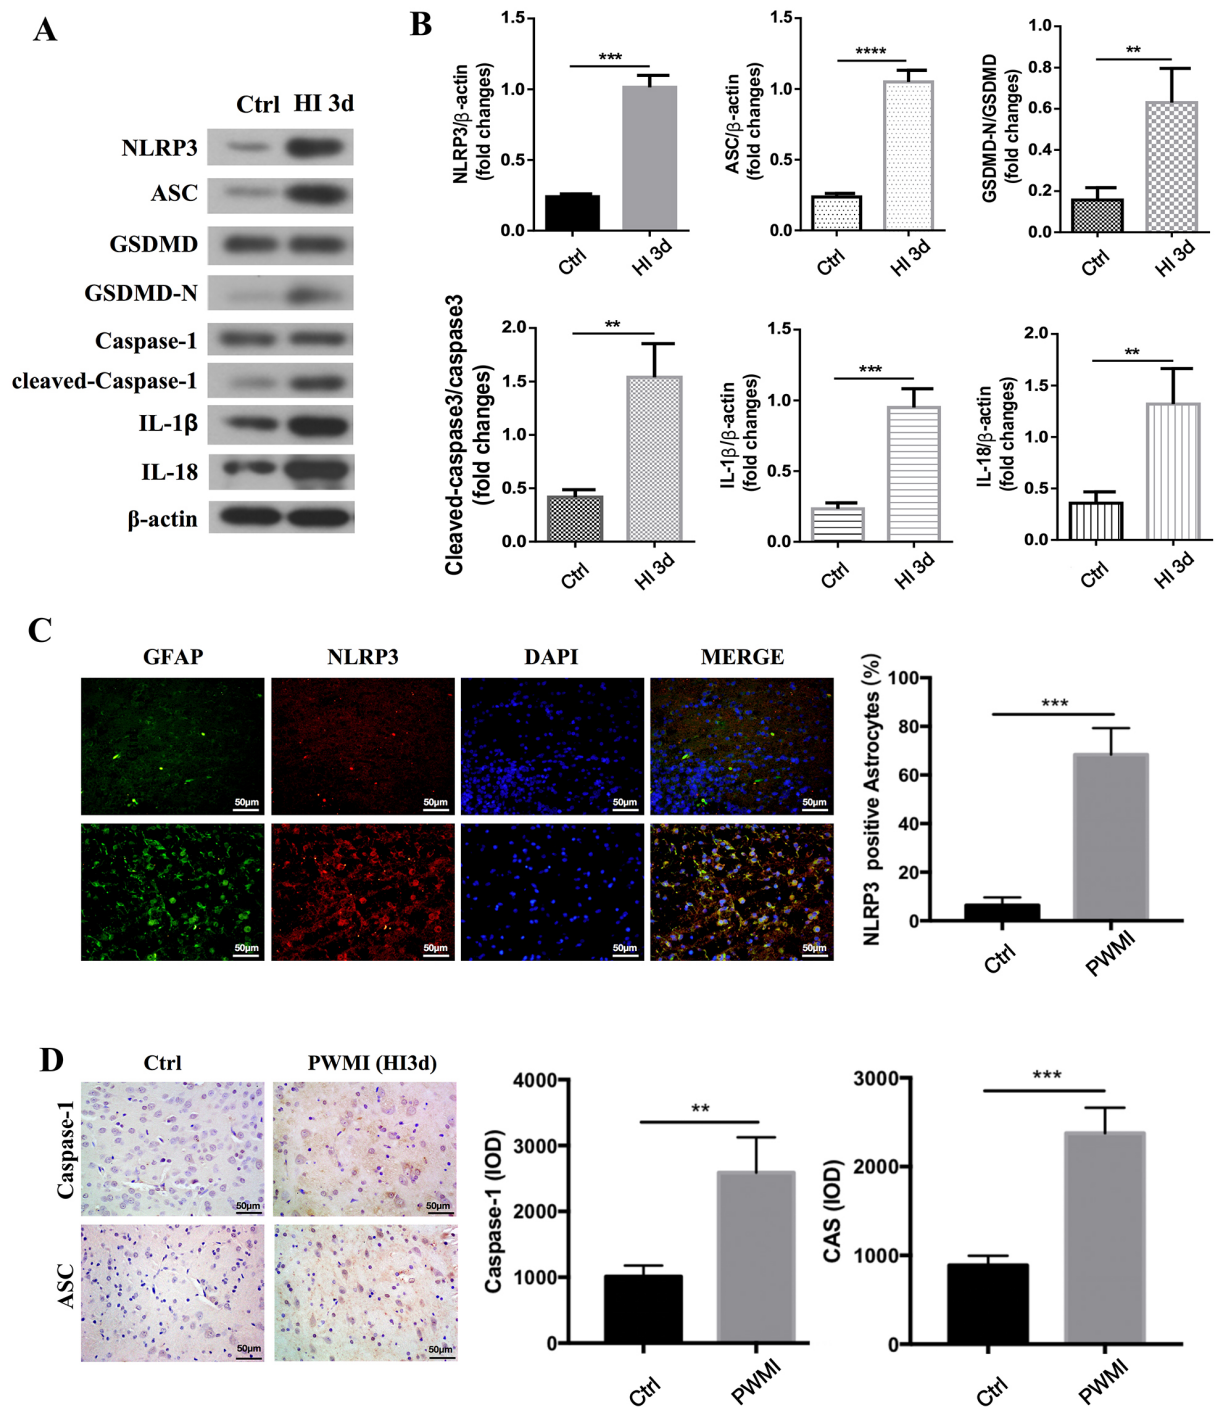 A
Ctrl HI 3d
NLRP3
ASC
GSDMD
GSDMD-N
Caspase-1
cleaved-Caspase-1
IL-1β
IL-18
β-actin
B
NLRP3/β-actin
(fold changes)
1.5
1.0
0.5
0.0
***
Ctrl
HI 3d
ASC/β-actin
(fold changes)
1.5
1.0
0.5
0.0
****
Ctrl
HI 3d
GSDMD-N/GSDMD
(fold changes)
1.0
0.8
0.6
0.4
0.2
0.0
**
Ctrl
HI 3d
Cleaved-caspase3/caspase3
(fold changes)
2.0
1.5
1.0
0.5
0.0
**
Ctrl
HI 3d
IL-1β/β-actin
(fold changes)
1.5
1.0
0.5
0.0
***
Ctrl
HI 3d
IL-18/β-actin
(fold changes)
2.0
1.5
1.0
0.5
0.0
**
Ctrl
HI 3d
C
GFAP NLRP3 DAPI MERGE
50μm 50μm 50μm 50μm
50μm 50μm 50μm 50μm
NLRP3 positive Astrocytes (%)
100
80
60
40
20
0
***
Ctrl
PWMI
D
Ctrl PWMI (HI3d)
Caspase-1
50μm 50μm
ASC
50μm 50μm
Caspase-1 (IOD)
4000
3000
2000
1000
0
**
Ctrl
PWMI
CAS (IOD)
3000
2000
1000
0
***
Ctrl
PWMI